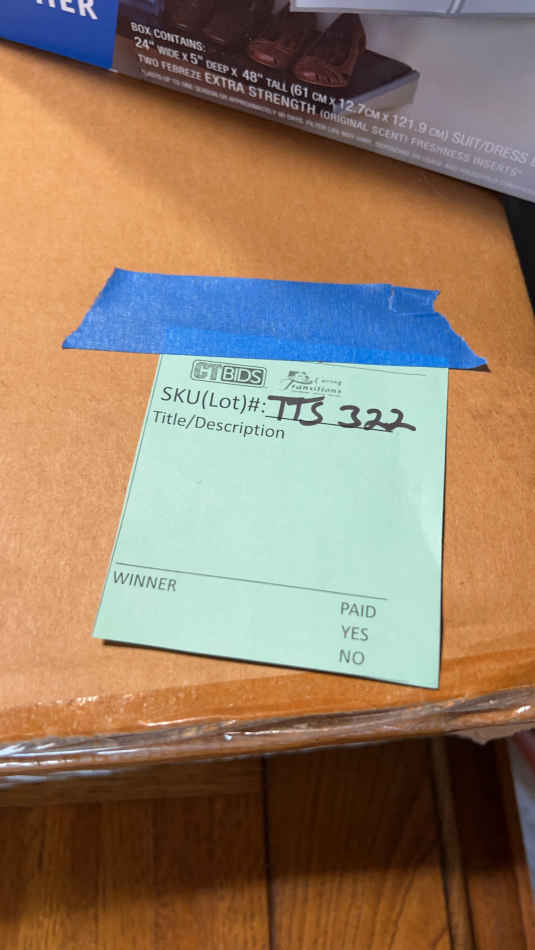 HER
BOX CONTAINS:
24" WIDE X 5" DEEP X 48" TALL (61 CM X 12.7CM X 121.9 CM) SUIT/DRESS
TWO FEBREZE EXTRA STRENGTH (ORIGINAL SCENT) FRESHNESS INSERTS*
CTBIDS
Caring Transitions
SKU(Lot)#: TTS 322
Title/Description
WINNER
PAID
YES
NO